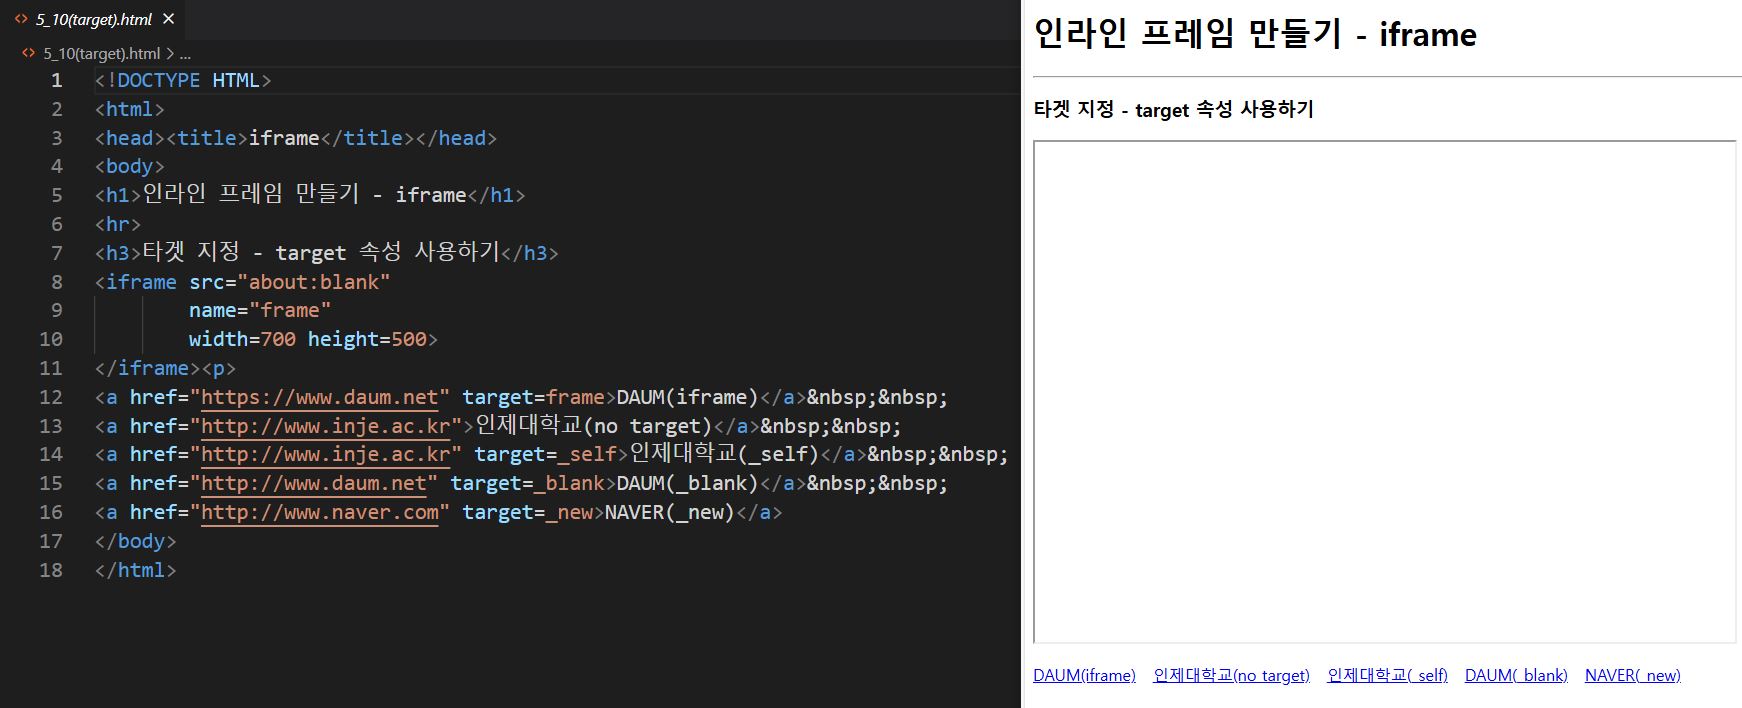 5_10(target).html ×
5_10(target).html > ...
1 <!DOCTYPE HTML>
2 <html>
3 <head><title>iframe</title></head>
4 <body>
5 <h1>인라인 프레임 만들기 - iframe</h1>
6 <hr>
7 <h3>타겟 지정 - target 속성 사용하기</h3>
8 <iframe src="about:blank"
9 name="frame"
10 width=700 height=500>
11 </iframe><p>
12 <a href="https://www.daum.net" target=frame>DAUM(iframe)</a>&nbsp;&nbsp;
13 <a href="http://www.inje.ac.kr">인제대학교(no target)</a>&nbsp;&nbsp;
14 <a href="http://www.inje.ac.kr" target=_self>인제대학교(_self)</a>&nbsp;&nbsp;
15 <a href="http://www.daum.net" target=_blank>DAUM(_blank)</a>&nbsp;&nbsp;
16 <a href="http://www.naver.com" target=_new>NAVER(_new)</a>
17 </body>
18 </html>
인라인 프레임 만들기 - iframe
타겟 지정 - target 속성 사용하기
DAUM(iframe) 인제대학교(no target) 인제대학교(_self) DAUM(_blank) NAVER(_new)